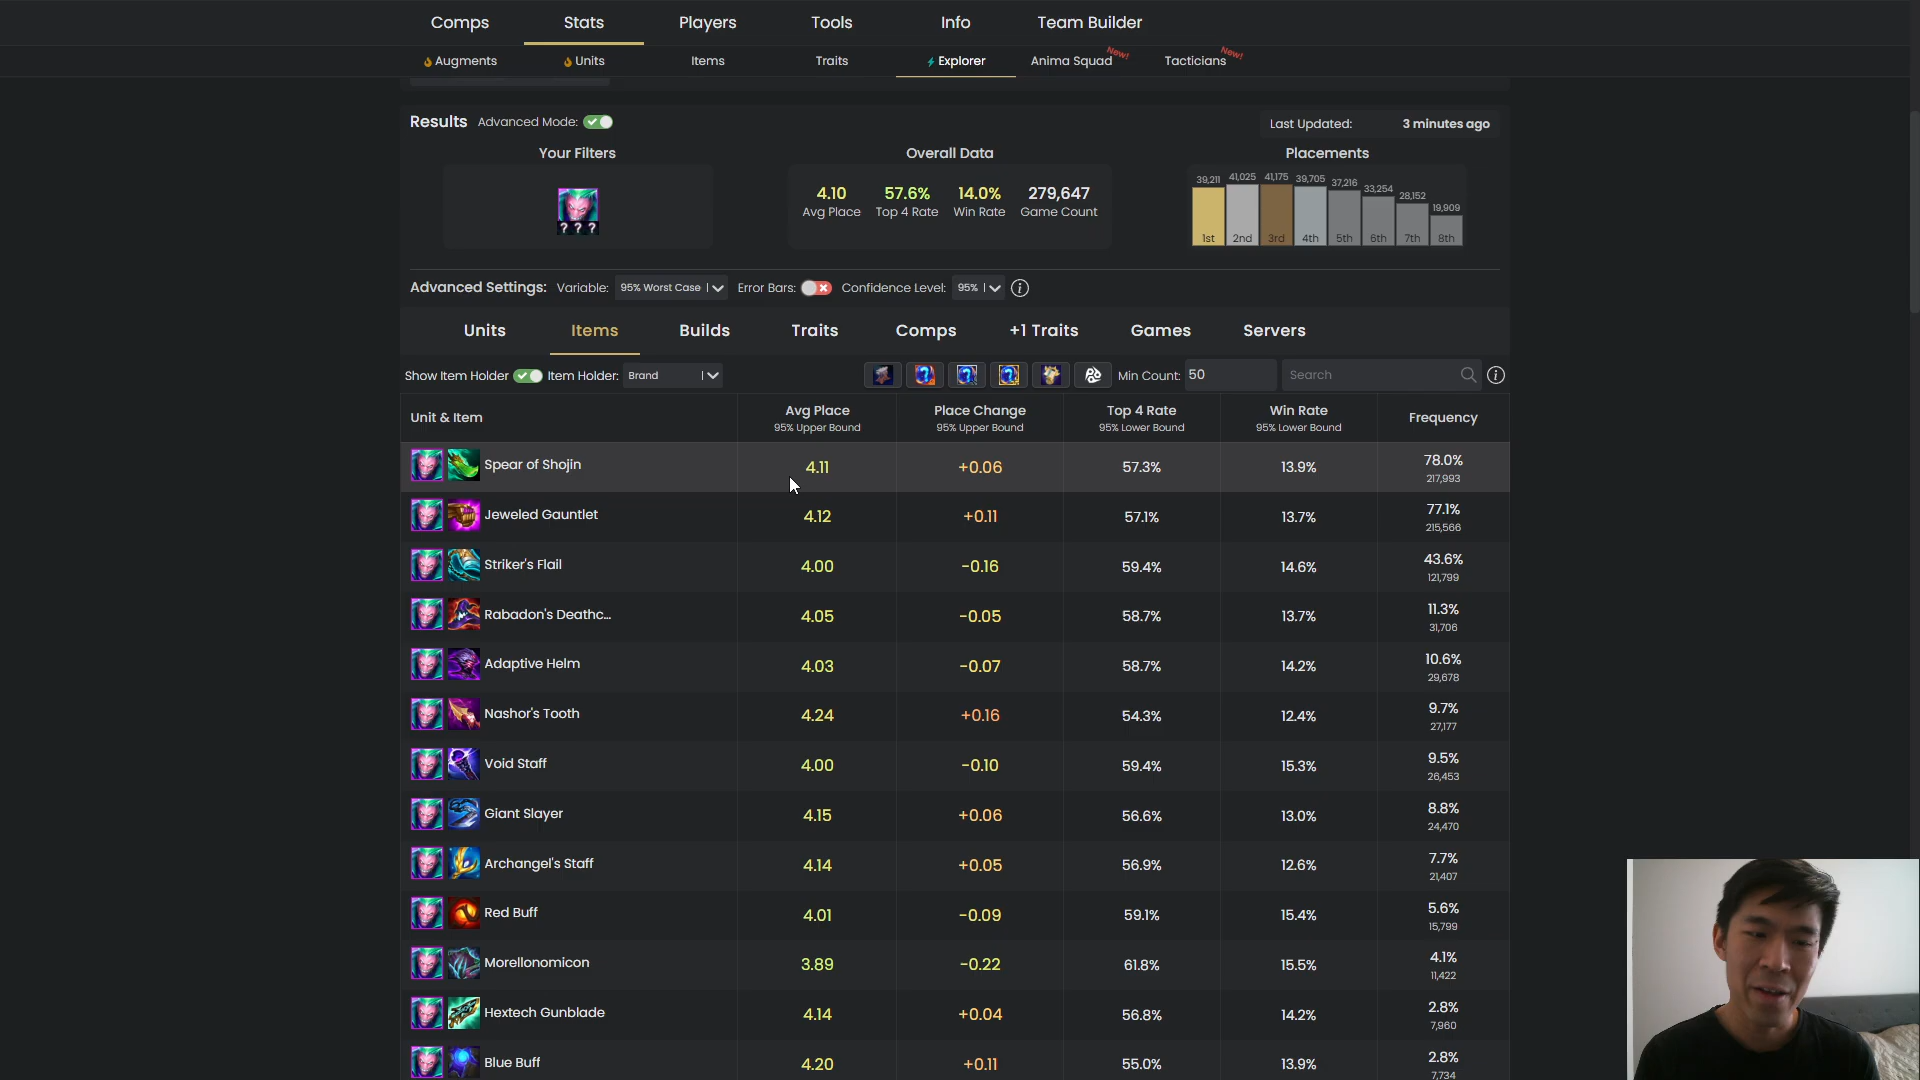 Comps Stats Players Tools Info Team Builder
Augments Units Items Traits Explorer Anima Squad New! Tacticians New!
Results Advanced Mode: Last Updated: 3 minutes ago
Your Filters Overall Data Placements
4.10 57.6% 14.0% 279,647
Avg Place Top 4 Rate Win Rate Game Count
? ? ?
39,211 41,025 41,175 39,705 37,216 33,254 28,152 19,909
1st 2nd 3rd 4th 5th 6th 7th 8th
Advanced Settings: Variable: 95% Worst Case Error Bars: Confidence Level: 95%
Units Items Builds Traits Comps +1 Traits Games Servers
Show Item Holder Item Holder: Brand Min Count: 50 Search
Unit & Item Avg Place Place Change Top 4 Rate Win Rate Frequency
95% Upper Bound 95% Upper Bound 95% Lower Bound 95% Lower Bound
Spear of Shojin 4.11 +0.06 57.3% 13.9% 78.0%
217,993
Jeweled Gauntlet 4.12 +0.11 57.1% 13.7% 77.1%
215,566
Striker's Flail 4.00 -0.16 59.4% 14.6% 43.6%
121,799
Rabadon's Deathc... 4.05 -0.05 58.7% 13.7% 11.3%
31,706
Adaptive Helm 4.03 -0.07 58.7% 14.2% 10.6%
29,678
Nashor's Tooth 4.24 +0.16 54.3% 12.4% 9.7%
27,177
Void Staff 4.00 -0.10 59.4% 15.3% 9.5%
26,453
Giant Slayer 4.15 +0.06 56.6% 13.0% 8.8%
24,470
Archangel's Staff 4.14 +0.05 56.9% 12.6% 7.7%
21,407
Red Buff 4.01 -0.09 59.1% 15.4% 5.6%
15,799
Morellonomicon 3.89 -0.22 61.8% 15.5% 4.1%
11,422
Hextech Gunblade 4.14 +0.04 56.8% 14.2% 2.8%
7,960
Blue Buff 4.20 +0.11 55.0% 13.9% 2.8%
7,734